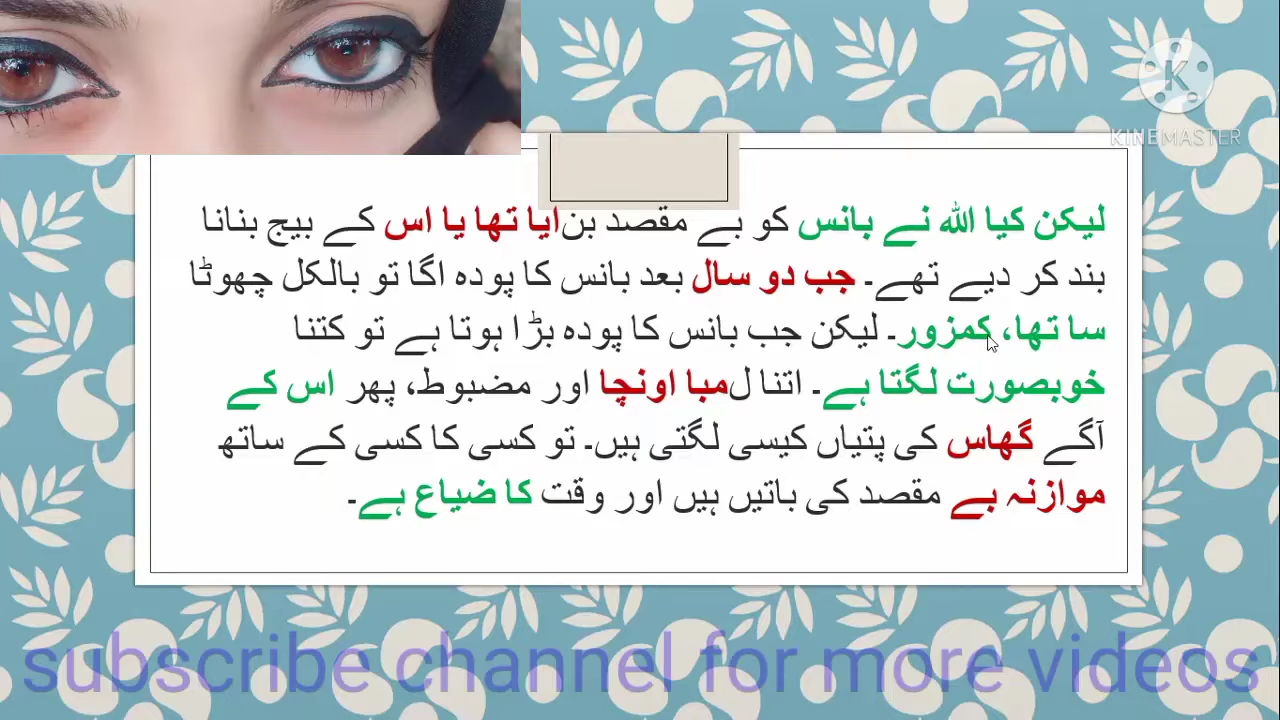 KINEMASTER
لیکن کیا اللہ نے بانس کو بے مقصد بنایا تھا یا اس کے بیج بنانا
بند کر دیے تھے۔ جب دو سال بعد بانس کا پودہ اگا تو بالکل چھوٹا
سا تھا، کمزور۔ لیکن جب بانس کا پودہ بڑا ہوتا ہے تو کتنا
خوبصورت لگتا ہے۔ اتنا لمبا اونچا اور مضبوط، پھر اس کے
آگے گھاس کی پتیاں کیسی لگتی ہیں۔ تو کسی کا کسی کے ساتھ
موازنہ بے مقصد کی باتیں ہیں اور وقت کا ضیاع ہے۔
subscribe channel for more videos